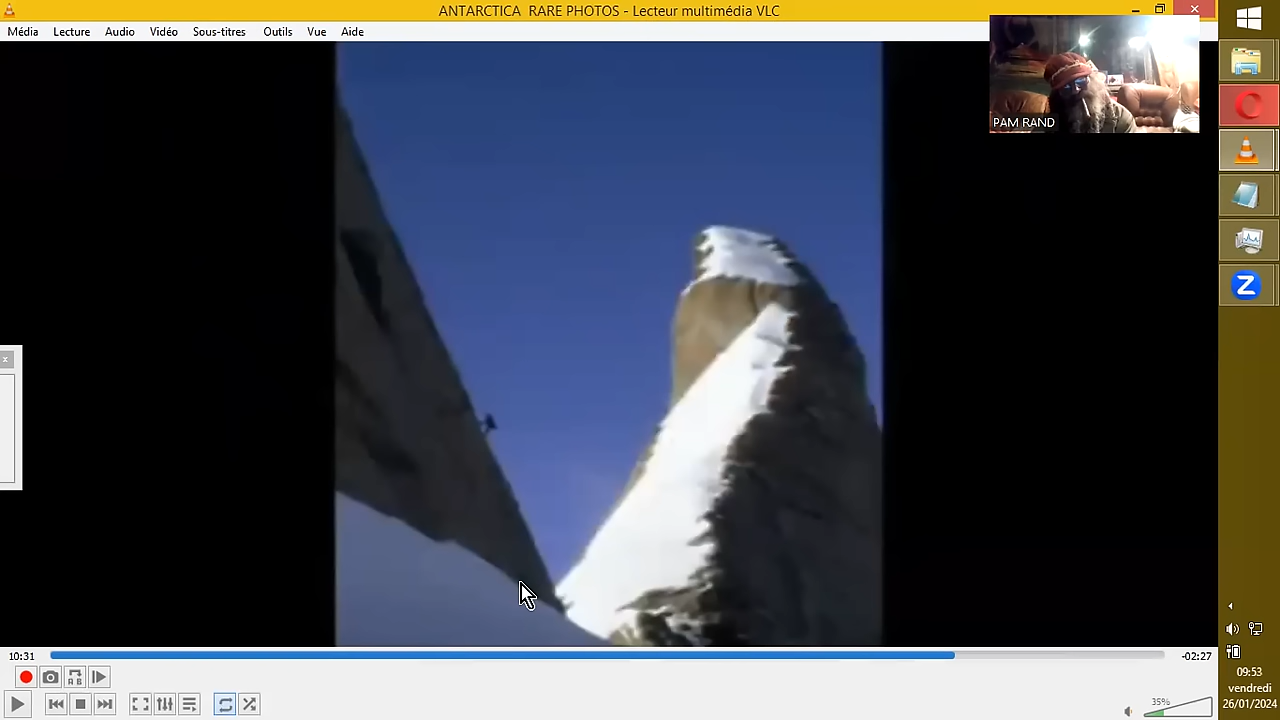 ANTARCTICA  RARE PHOTOS - Lecteur multimédia VLC
Média Lecture Audio Vidéo Sous-titres Outils Vue Aide
PAM RAND
10:31
-02:27
35%
09:53
vendredi
26/01/2024